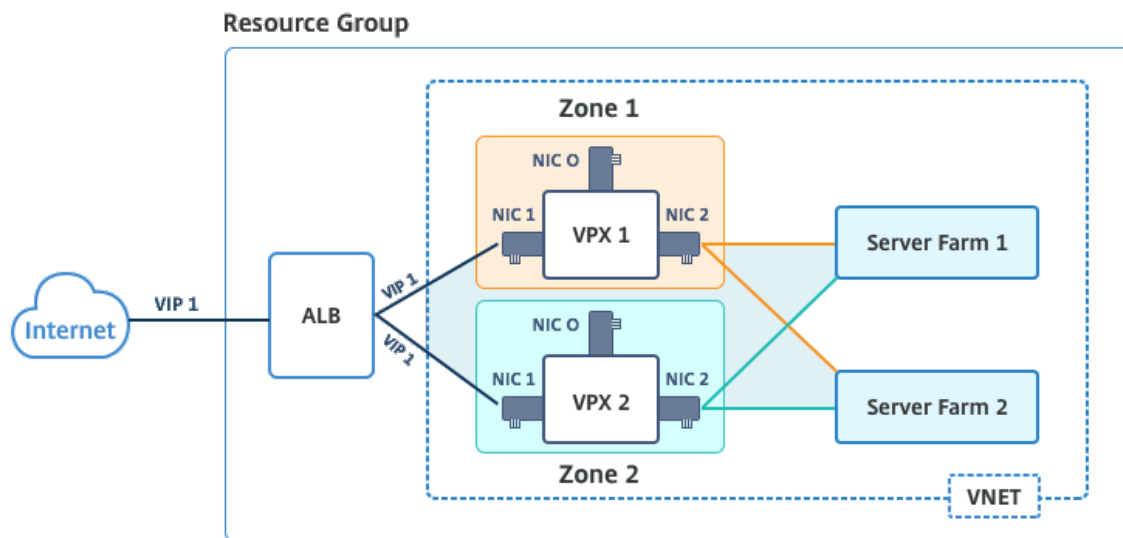 Resource Group
Zone 1
NIC O
NIC 1
VPX 1
NIC 2
Server Farm 1
VIP 1
ALB
VIP 1
Internet
VIP 1
NIC O
NIC 1
VPX 2
NIC 2
Server Farm 2
Zone 2
VNET